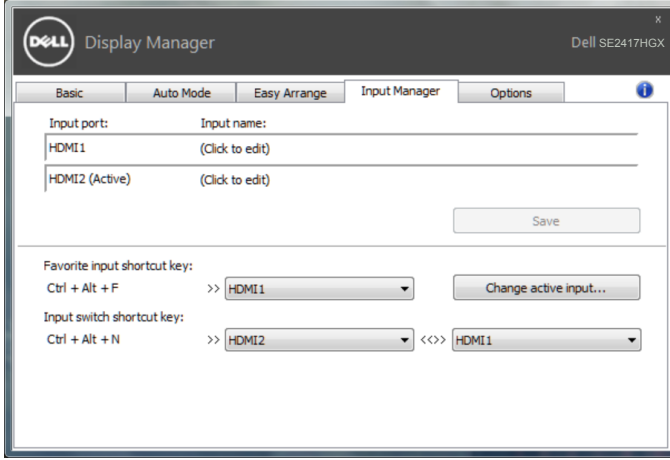 x
DELL Display Manager Dell SE2417HGX
Basic Auto Mode Easy Arrange Input Manager Options i
Input port: Input name:
HDMI1 (Click to edit)
HDMI2 (Active) (Click to edit)
Save
Favorite input shortcut key:
Ctrl + Alt + F >> HDMI1 Change active input...
Input switch shortcut key:
Ctrl + Alt + N >> HDMI2 <<>> HDMI1